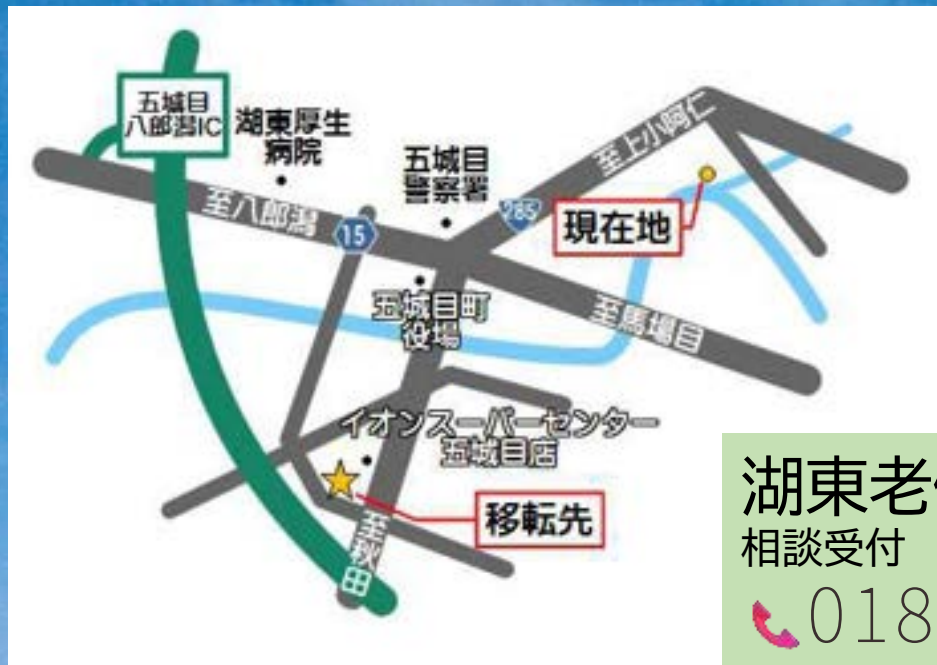 五城目
八郎潟IC
湖東厚生
病院
五城目
警察署
至上小阿仁
285
現在地
至八郎潟
15
五城目町
役場
至馬場目
イオンスーパーセンター
五城目店
移転先
至秋田
湖東老
相談受付
018